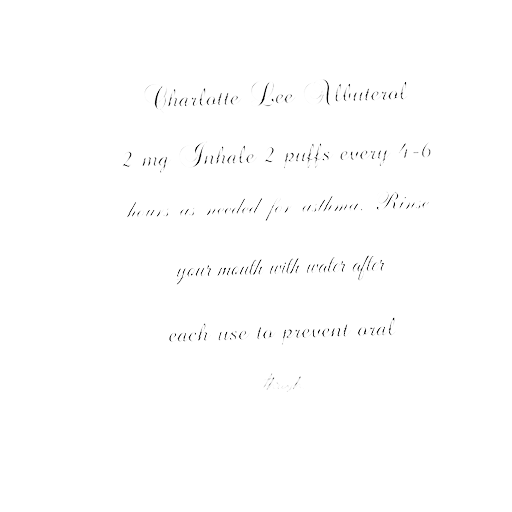 Charlotte Lee Albuterol
2 mg Inhale 2 puffs every 4-6
hours as needed for asthma. Rinse
your mouth with water after
each use to prevent oral